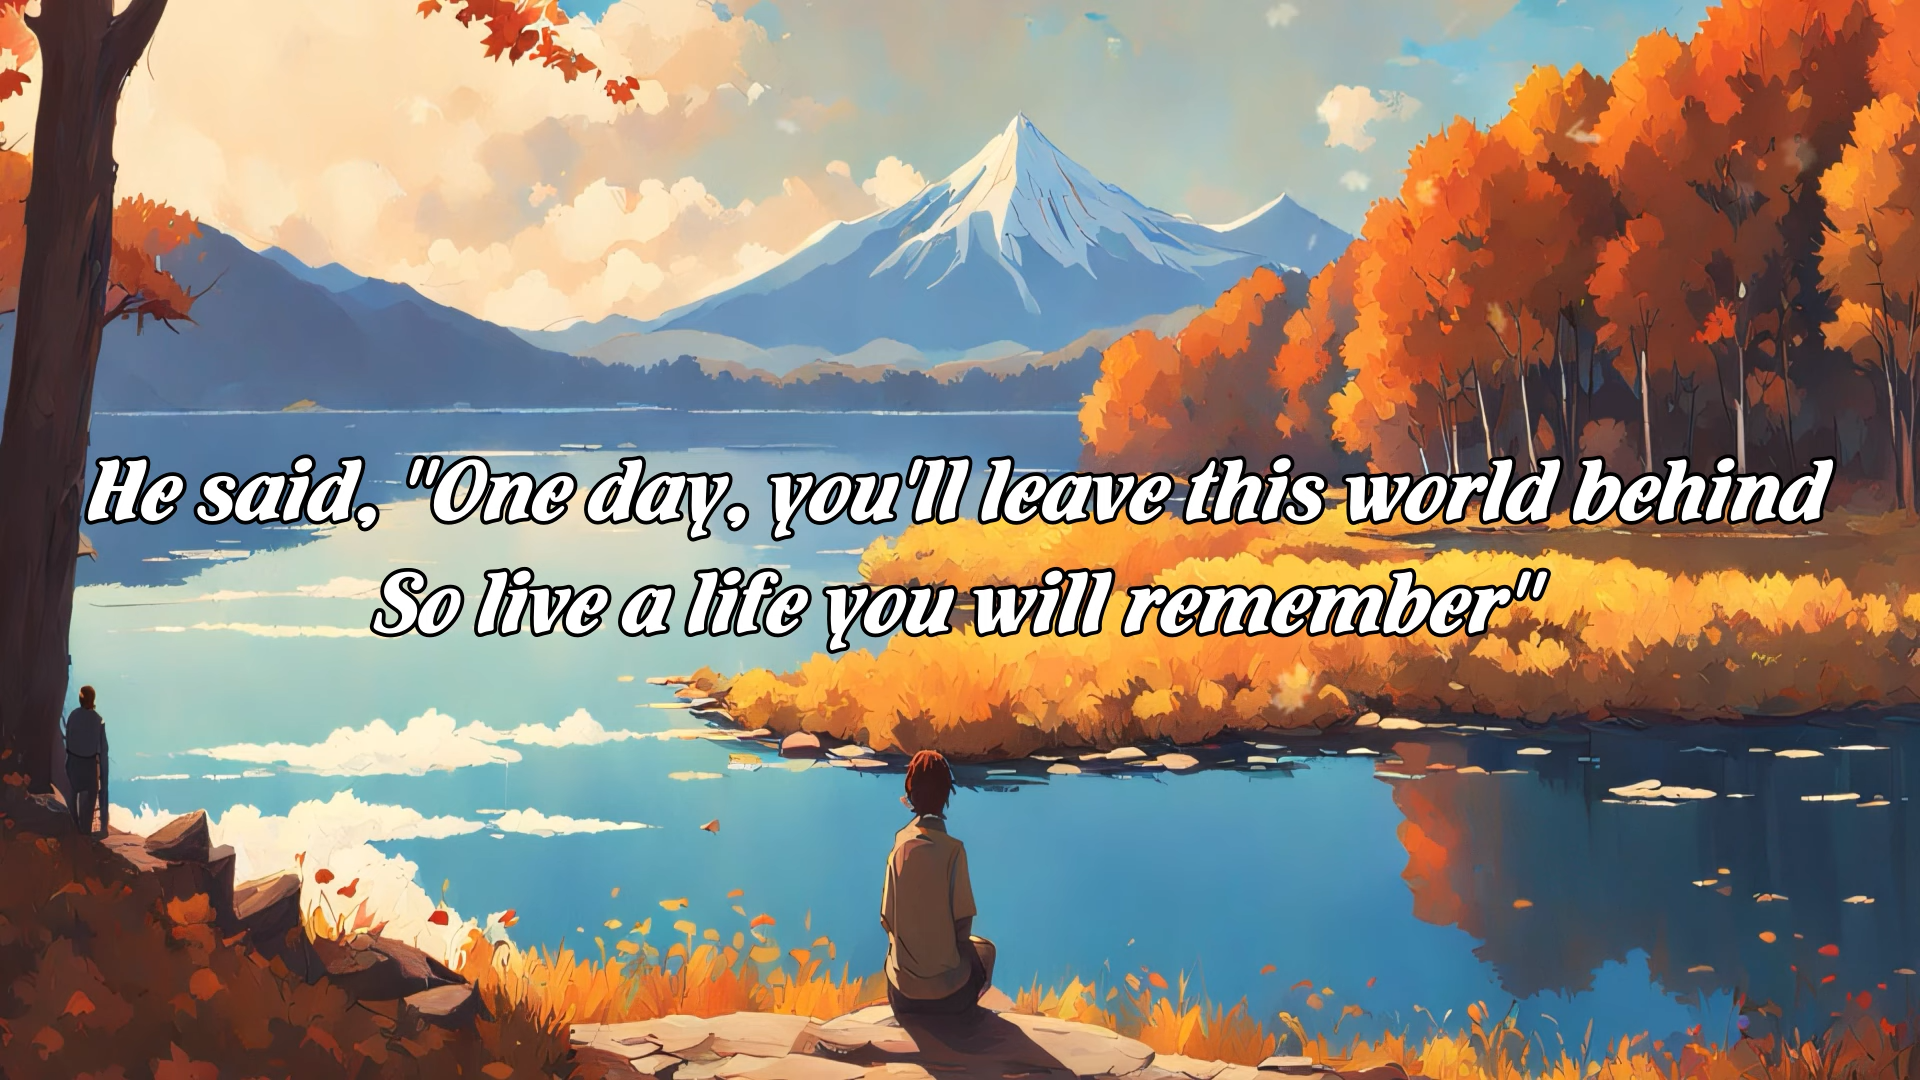 He said, "One day, you'll leave this world behind
So live a life you will remember"